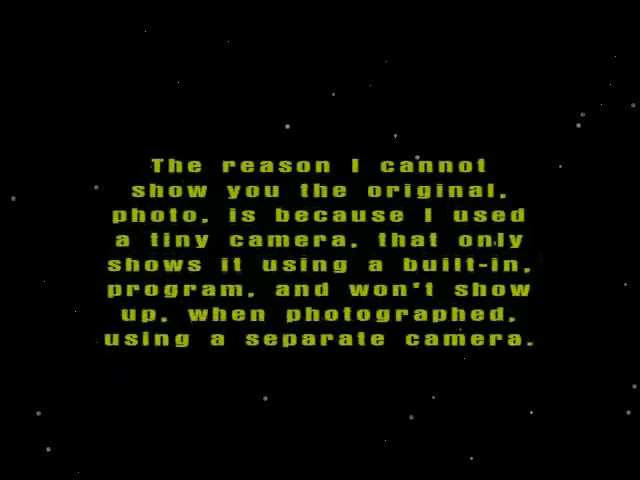 The reason I cannot
show you the original,
photo, is because I used
a tiny camera, that only
shows it using a built-in,
program, and won't show
up, when photographed,
using a separate camera.